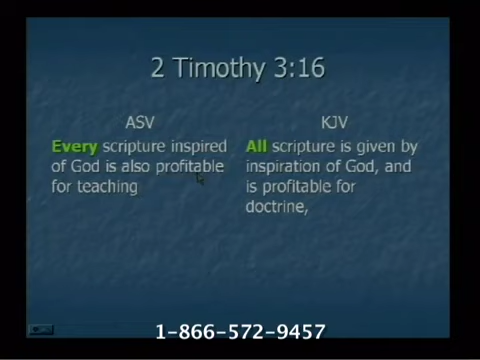 2 Timothy 3:16
ASV
Every scripture inspired
of God is also profitable
for teaching
KJV
All scripture is given by
inspiration of God, and
is profitable for
doctrine,
1-866-572-9457